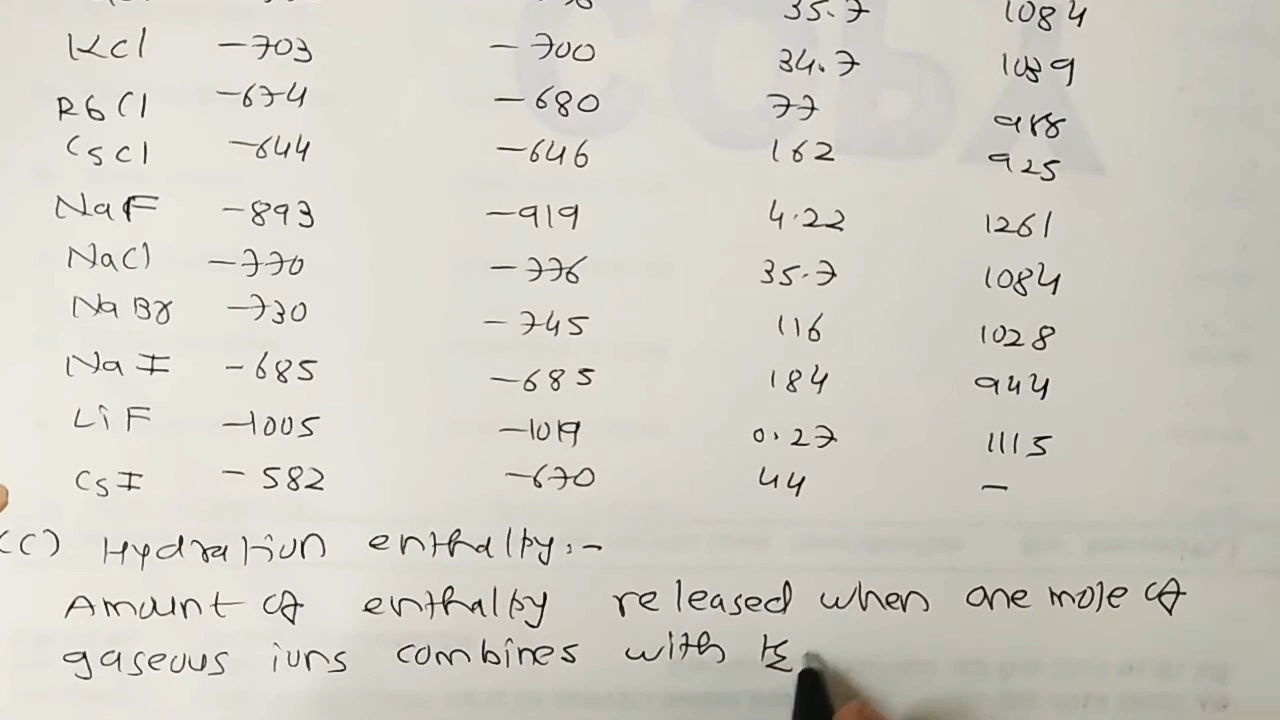 35.7 1084
KCl -703 -700 34.7 1089
RbCl -674 -680 77 988
CsCl -644 -646 162 925
NaF -893 -919 4.22 1261
NaCl -770 -776 35.7 1084
NaBr -730 -745 116 1028
NaI -685 -685 184 944
LiF -1005 -1019 0.27 1115
CsI -582 -670 44 -
(C) Hydration enthalpy:-
Amount of enthalpy released when one mole of
gaseous ions combines with